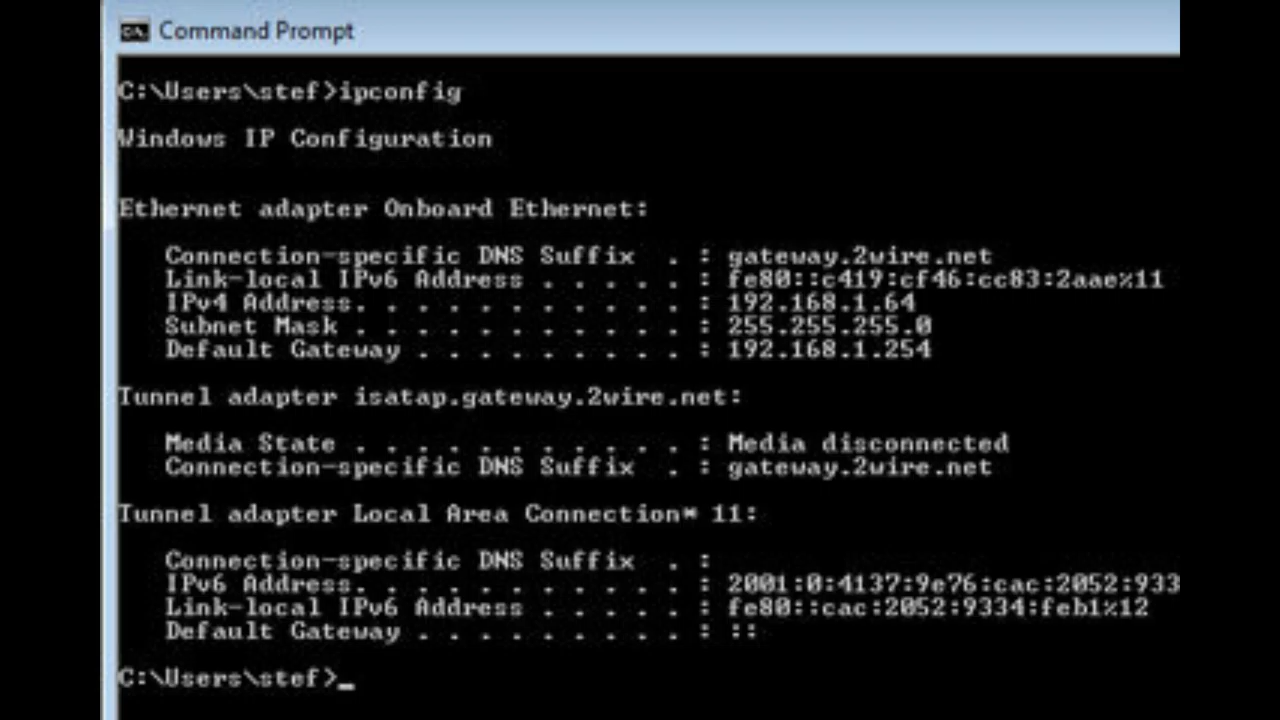 Command Prompt
C:\Users\stef>ipconfig
Windows IP Configuration
Ethernet adapter Onboard Ethernet:
Connection-specific DNS Suffix . : gateway.2wire.net
Link-local IPv6 Address . . . . . : fe80::c419:cf46:cc83:2aae%11
IPv4 Address. . . . . . . . . . . : 192.168.1.64
Subnet Mask . . . . . . . . . . . : 255.255.255.0
Default Gateway . . . . . . . . . : 192.168.1.254
Tunnel adapter isatap.gateway.2wire.net:
Media State . . . . . . . . . . . : Media disconnected
Connection-specific DNS Suffix . : gateway.2wire.net
Tunnel adapter Local Area Connection* 11:
Connection-specific DNS Suffix . :
IPv6 Address. . . . . . . . . . . : 2001:0:4137:9e76:cac:2052:933
Link-local IPv6 Address . . . . . : fe80::cac:2052:9334:feb1%12
Default Gateway . . . . . . . . . : ::
C:\Users\stef>_